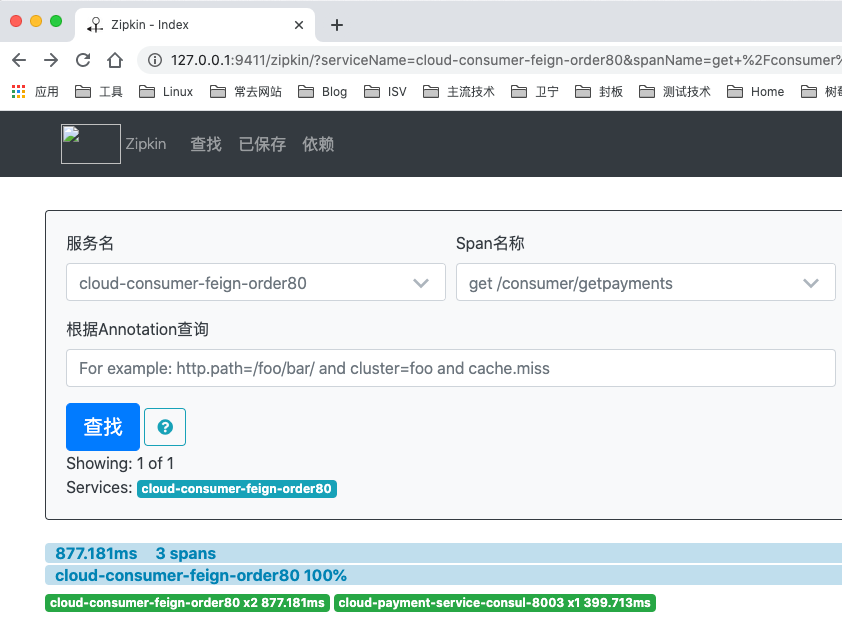 Zipkin - Index
127.0.0.1:9411/zipkin/?serviceName=cloud-consumer-feign-order80&spanName=get+%2Fconsumer%
应用 工具 Linux 常去网站 Blog ISV 主流技术 卫宁 封板 测试技术 Home 树莓
Zipkin 查找 已保存 依赖
服务名 Span名称
cloud-consumer-feign-order80 get /consumer/getpayments
根据Annotation查询
For example: http.path=/foo/bar/ and cluster=foo and cache.miss
查找 ?
Showing: 1 of 1
Services: cloud-consumer-feign-order80
877.181ms 3 spans
cloud-consumer-feign-order80 100%
cloud-consumer-feign-order80 x2 877.181ms cloud-payment-service-consul-8003 x1 399.713ms